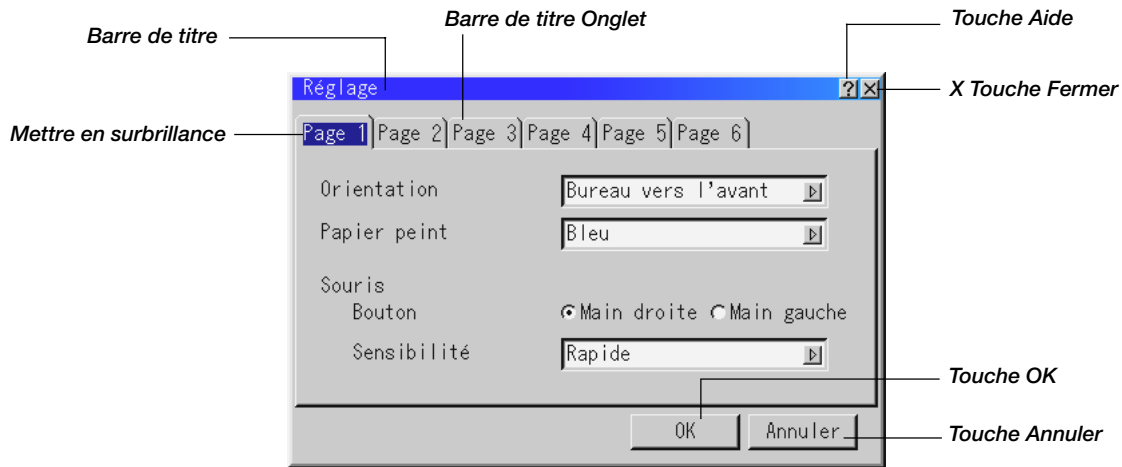 Barre de titre Onglet
Touche Aide
Barre de titre
Réglage
? X
X Touche Fermer
Mettre en surbrillance
Page 1 Page 2 Page 3 Page 4 Page 5 Page 6
Orientation Bureau vers l'avant
Papier peint Bleu
Souris
Bouton Main droite Main gauche
Sensibilité Rapide
Touche OK
OK Annuler
Touche Annuler